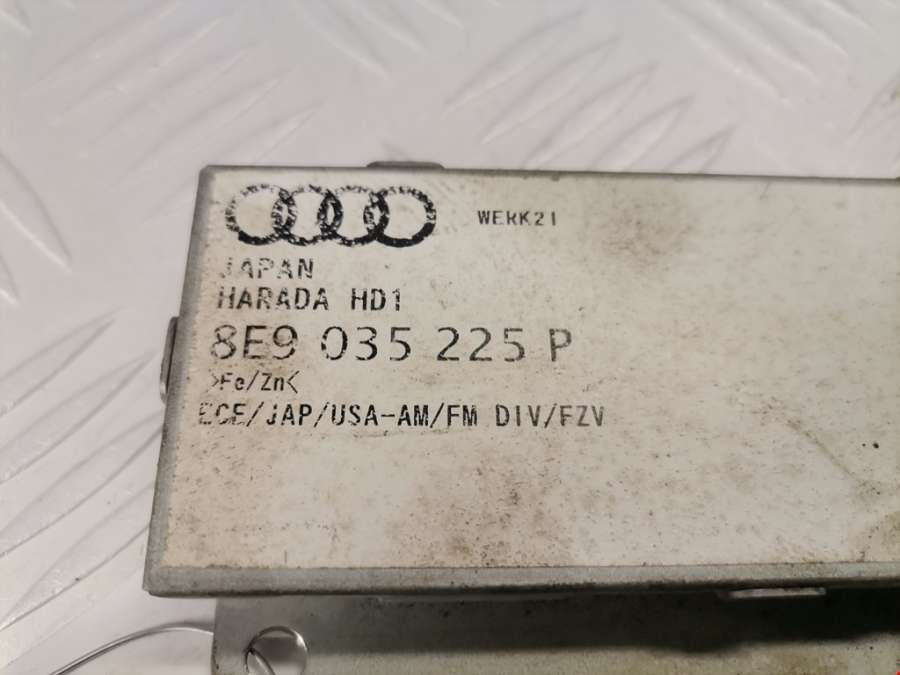 WERK21
JAPAN
HARADA HD1
8E9 035 225 P
>Fe/Zn<
ECE/JAP/USA-AM/FM DIV/FZV